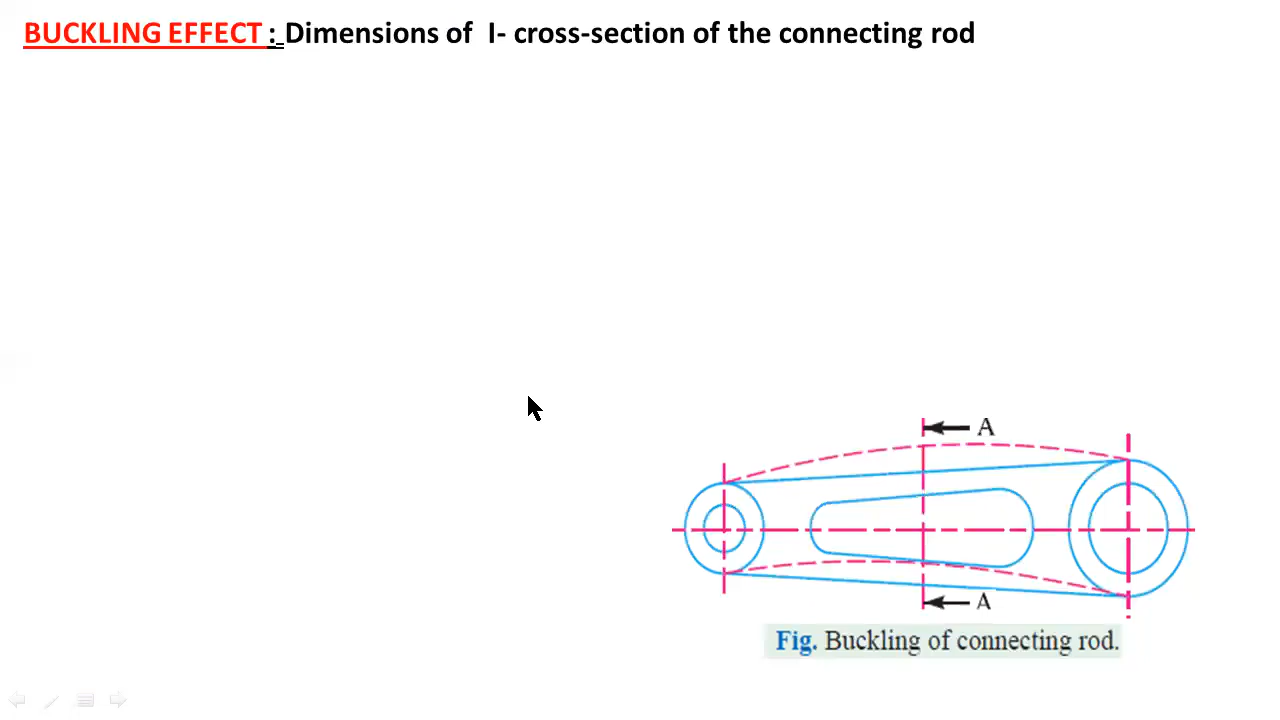 BUCKLING EFFECT : Dimensions of I- cross-section of the connecting rod
A
A
Fig. Buckling of connecting rod.